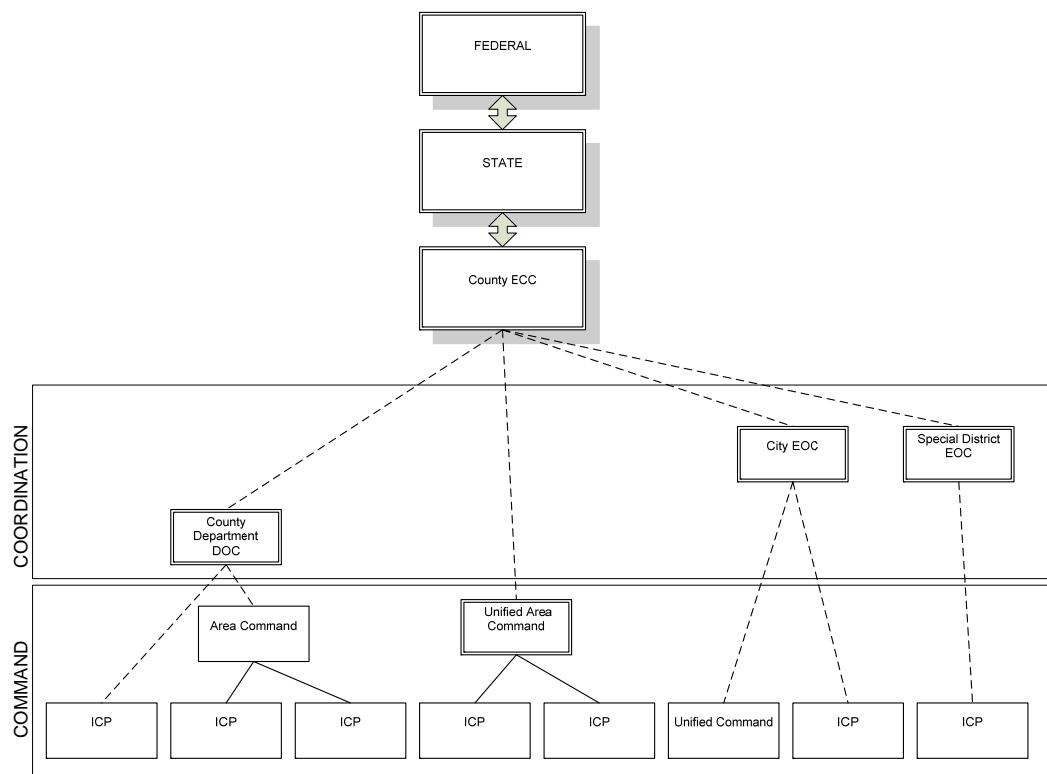 FEDERAL
STATE
County ECC
COORDINATION
City EOC
Special District
EOC
County
Department
DOC
COMMAND
Area Command
Unified Area
Command
ICP
ICP
ICP
ICP
ICP
Unified Command
ICP
ICP